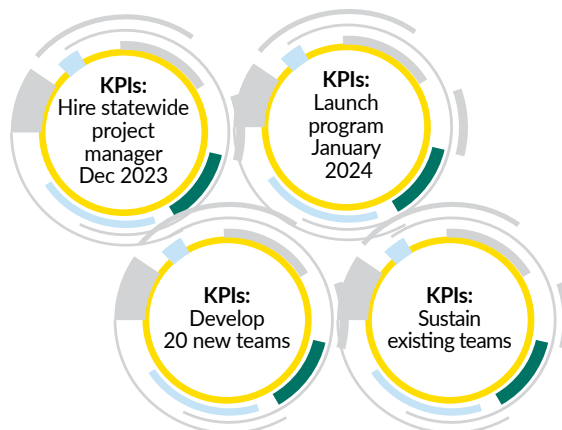 KPIs:
Hire statewide
project
manager
Dec 2023
KPIs:
Launch
program
January
2024
KPIs:
Develop
20 new teams
KPIs:
Sustain
existing teams